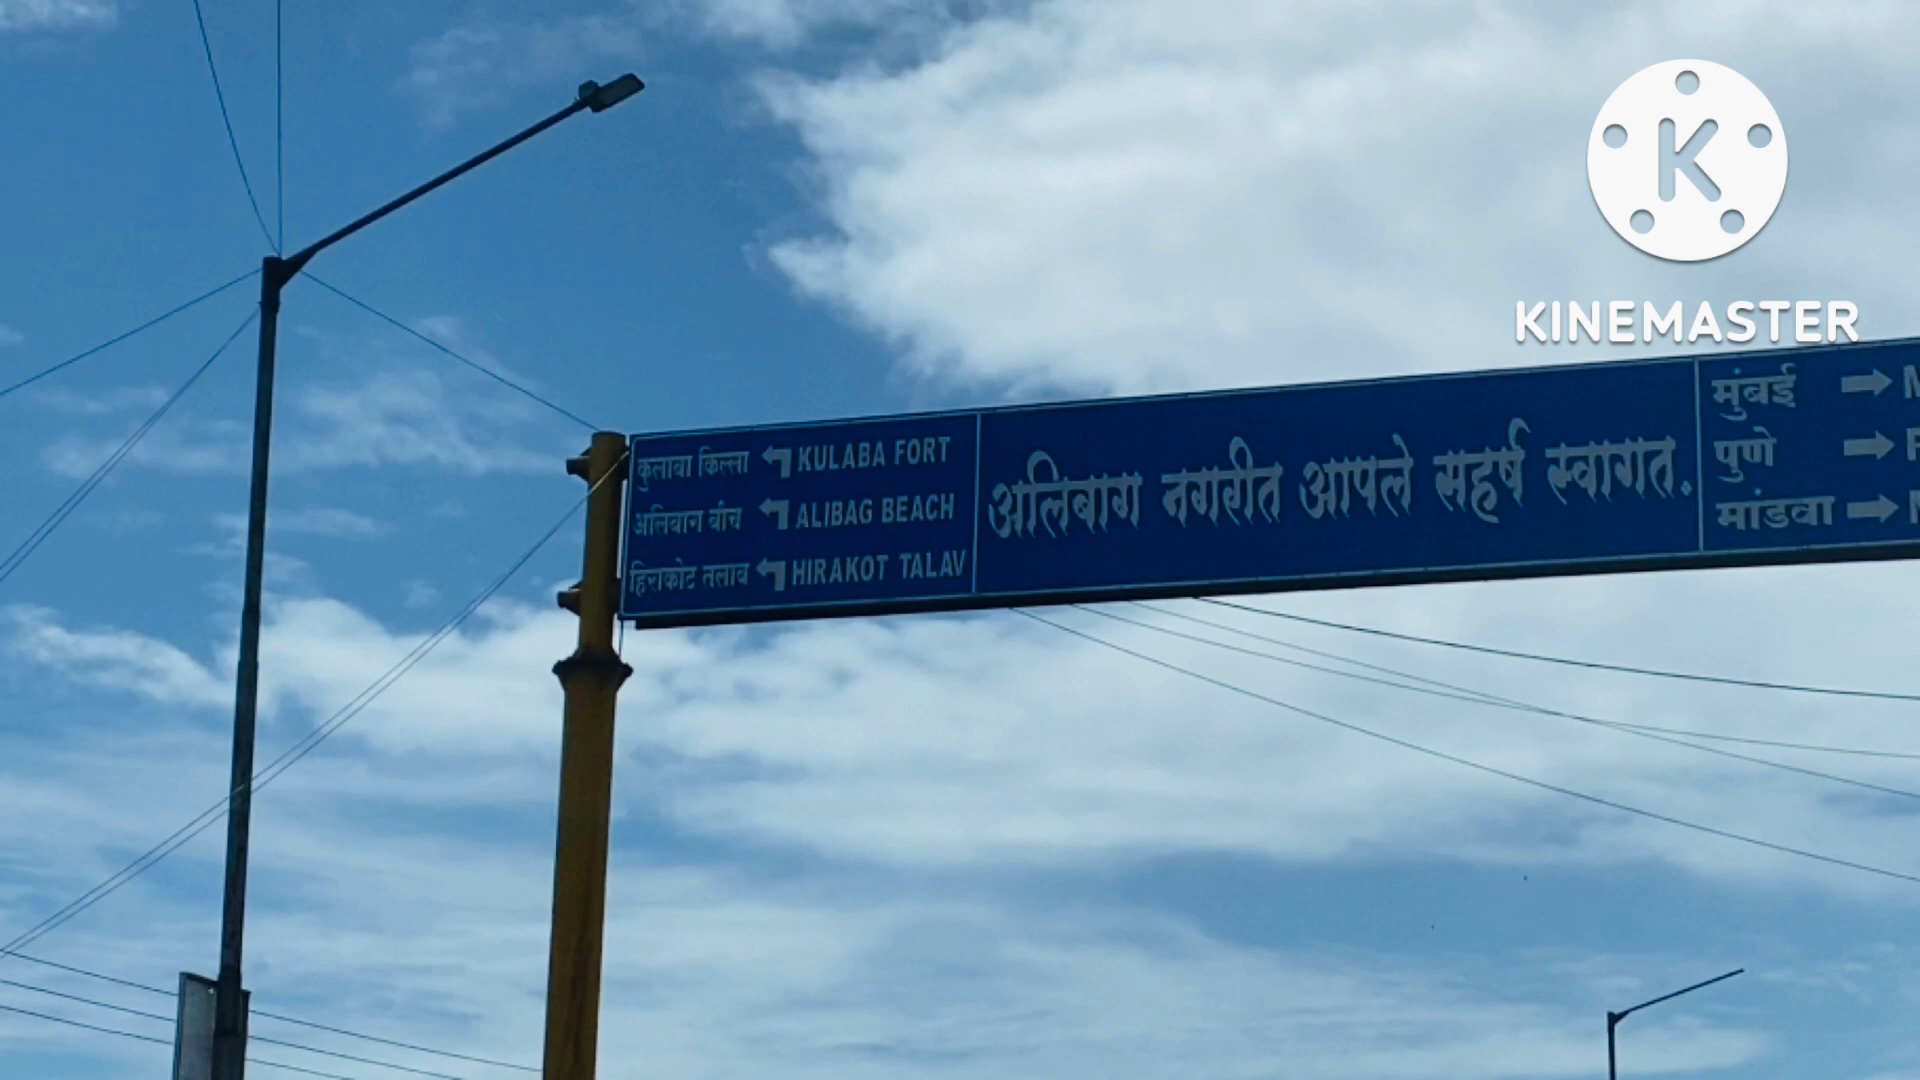 K
KINEMASTER
कुलाबा किल्ला KULABA FORT
अलिबाग बीच ALIBAG BEACH
हिराकोट तलाव HIRAKOT TALAV
अलिबाग नगरीत आपले सहर्ष स्वागत.
मुंबई
पुणे
मांडवा